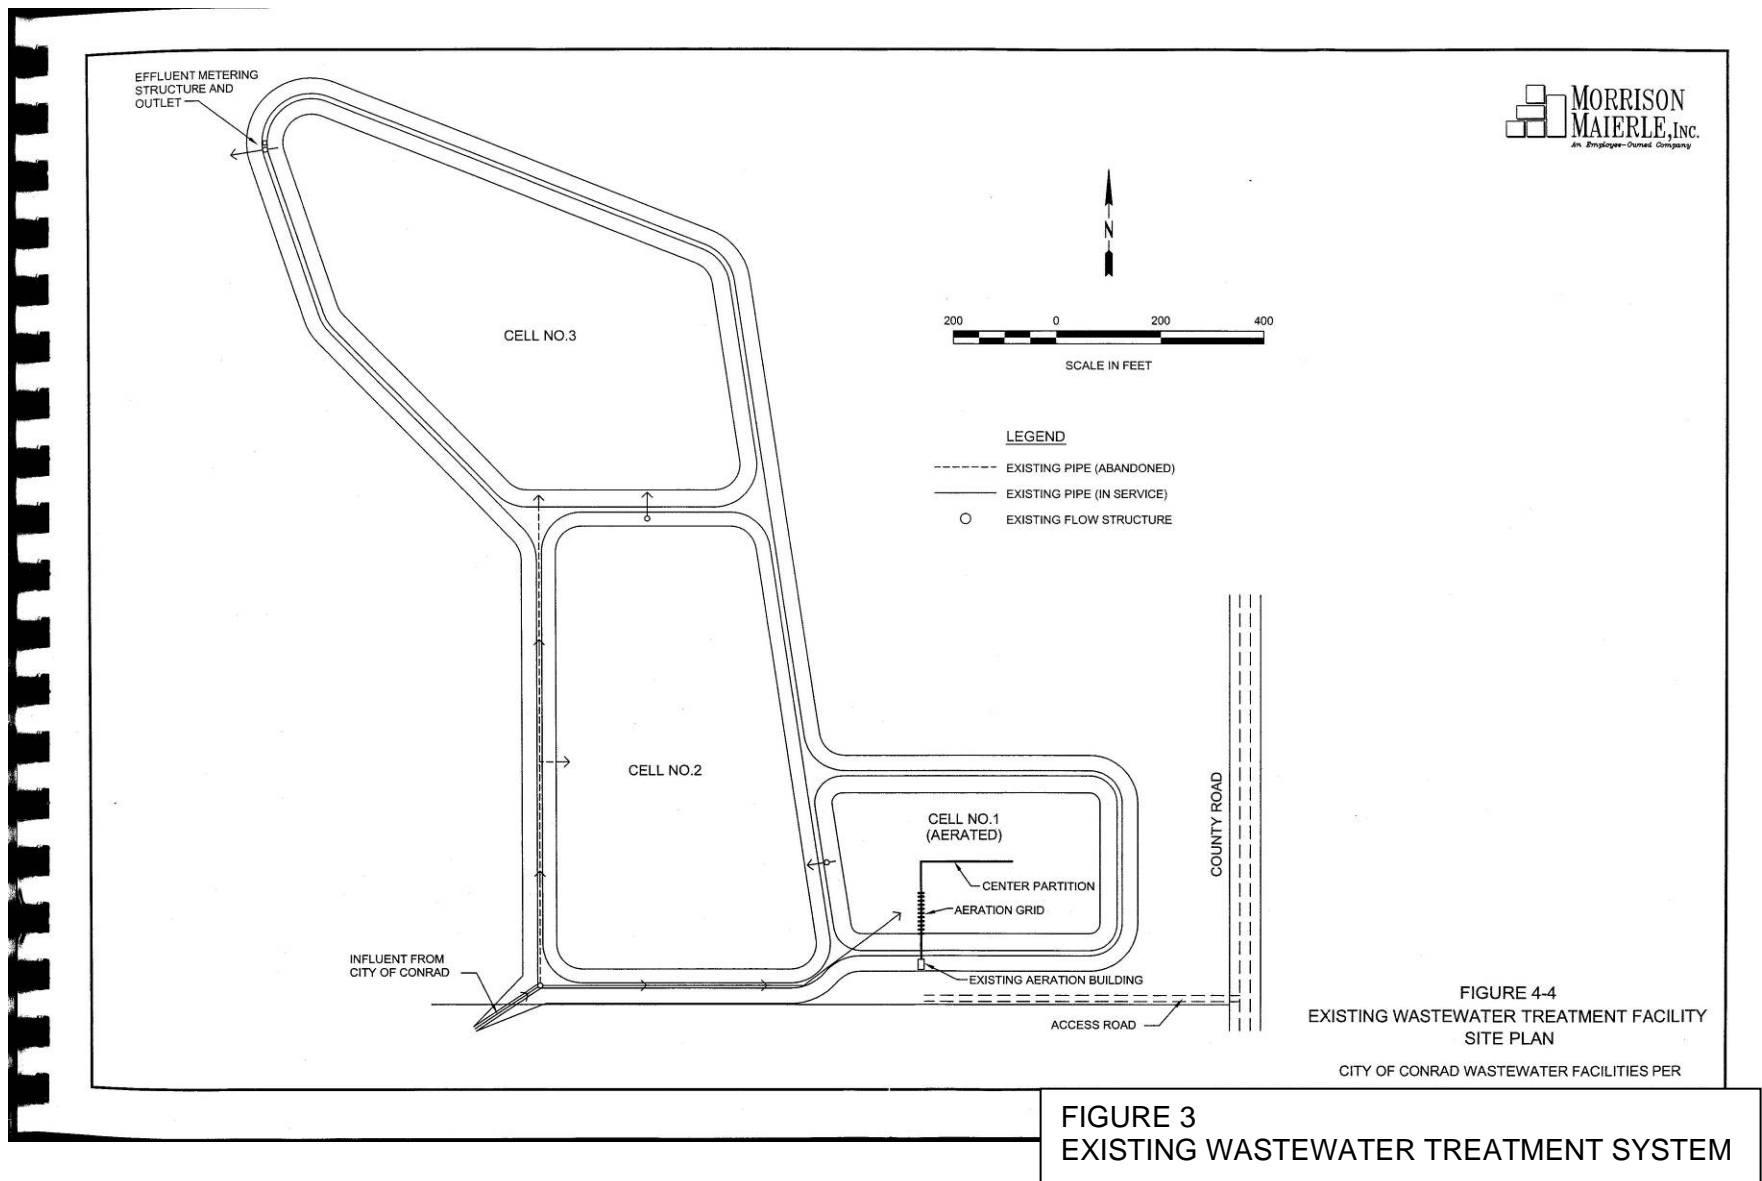 EFFLUENT METERING
STRUCTURE AND
OUTLET
MORRISON
MAIERLE, INC.
An Employee-Owned Company
N
CELL NO.3
200 0 200 400
SCALE IN FEET
LEGEND
EXISTING PIPE (ABANDONED)
EXISTING PIPE (IN SERVICE)
EXISTING FLOW STRUCTURE
CELL NO.2
CELL NO.1
(AERATED)
COUNTY ROAD
CENTER PARTITION
AERATION GRID
INFLUENT FROM
CITY OF CONRAD
EXISTING AERATION BUILDING
ACCESS ROAD
FIGURE 4-4
EXISTING WASTEWATER TREATMENT FACILITY
SITE PLAN
CITY OF CONRAD WASTEWATER FACILITIES PER
FIGURE 3
EXISTING WASTEWATER TREATMENT SYSTEM